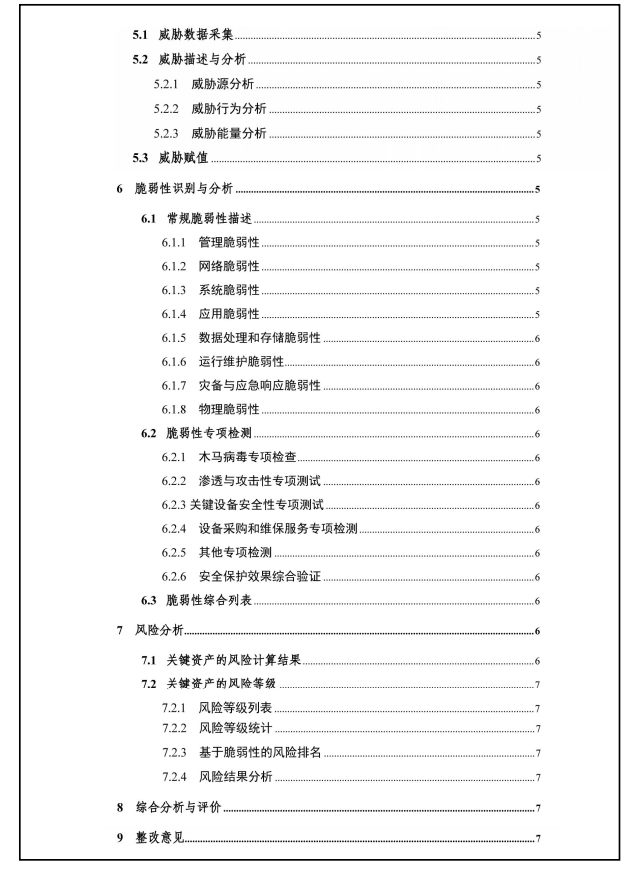 5.1 威胁数据采集 5
5.2 威胁描述与分析 5
5.2.1 威胁源分析 5
5.2.2 威胁行为分析 5
5.2.3 威胁能量分析 5
5.3 威胁赋值 5
6 脆弱性识别与分析 5
6.1 常规脆弱性描述 5
6.1.1 管理脆弱性 5
6.1.2 网络脆弱性 5
6.1.3 系统脆弱性 5
6.1.4 应用脆弱性 5
6.1.5 数据处理和存储脆弱性 6
6.1.6 运行维护脆弱性 6
6.1.7 灾备与应急响应脆弱性 6
6.1.8 物理脆弱性 6
6.2 脆弱性专项检测 6
6.2.1 木马病毒专项检查 6
6.2.2 渗透与攻击性专项测试 6
6.2.3 关键设备安全性专项测试 6
6.2.4 设备采购和维保服务专项检测 6
6.2.5 其他专项检测 6
6.2.6 安全保护效果综合验证 6
6.3 脆弱性综合列表 6
7 风险分析 6
7.1 关键资产的风险计算结果 6
7.2 关键资产的风险等级 7
7.2.1 风险等级列表 7
7.2.2 风险等级统计 7
7.2.3 基于脆弱性的风险排名 7
7.2.4 风险结果分析 7
8 综合分析与评价 7
9 整改意见 7